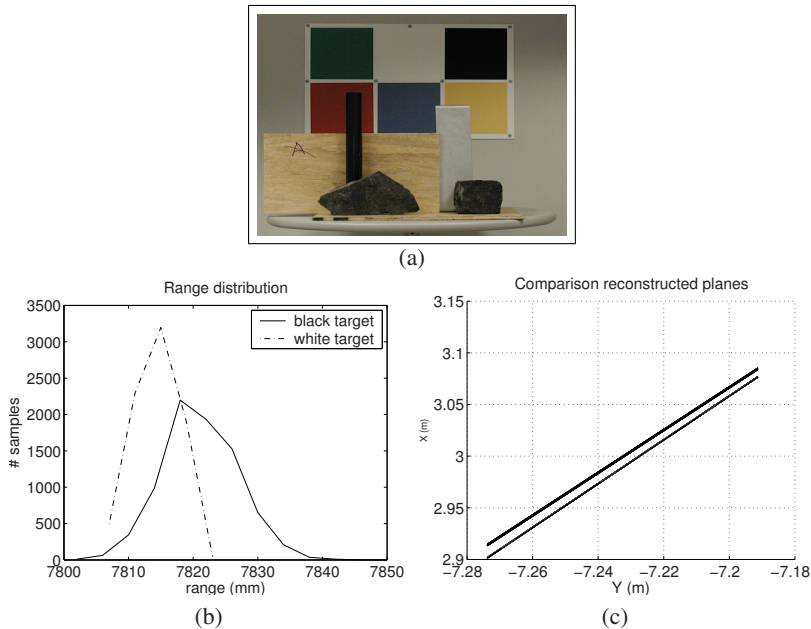 A
(a)
Range distribution
3500
3000
2500
2000
1500
1000
500
0
# samples
black target
white target
7800 7810 7820 7830 7840 7850
range (mm)
(b)
Comparison reconstructed planes
3.15
3.1
3.05
3
2.95
2.9
X (m)
−7.28 −7.26 −7.24 −7.22 −7.2 −7.18
Y (m)
(c)